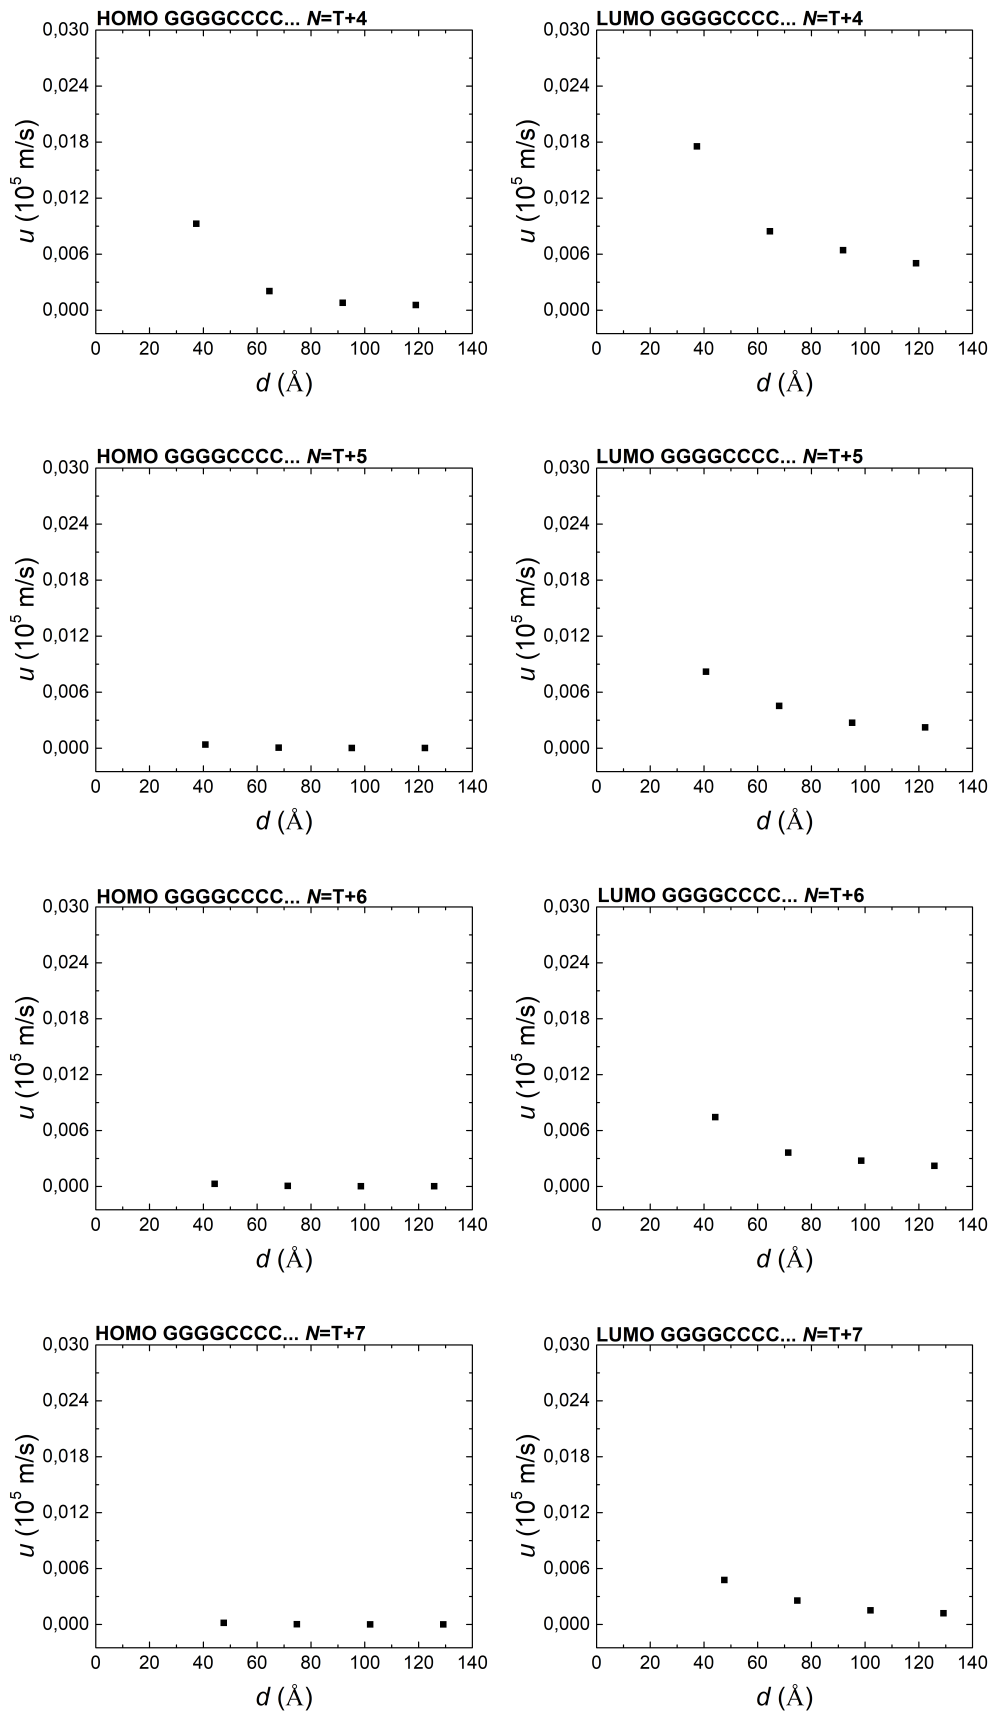 HOMO GGGGCCCC... N=T+4
0,030
0,024
0,018
0,012
0,006
0,000
u (10⁵ m/s)
0 20 40 60 80 100 120 140
d (Å)
LUMO GGGGCCCC... N=T+4
0,030
0,024
0,018
0,012
0,006
0,000
u (10⁵ m/s)
0 20 40 60 80 100 120 140
d (Å)
HOMO GGGGCCCC... N=T+5
0,030
0,024
0,018
0,012
0,006
0,000
u (10⁵ m/s)
0 20 40 60 80 100 120 140
d (Å)
LUMO GGGGCCCC... N=T+5
0,030
0,024
0,018
0,012
0,006
0,000
u (10⁵ m/s)
0 20 40 60 80 100 120 140
d (Å)
HOMO GGGGCCCC... N=T+6
0,030
0,024
0,018
0,012
0,006
0,000
u (10⁵ m/s)
0 20 40 60 80 100 120 140
d (Å)
LUMO GGGGCCCC... N=T+6
0,030
0,024
0,018
0,012
0,006
0,000
u (10⁵ m/s)
0 20 40 60 80 100 120 140
d (Å)
HOMO GGGGCCCC... N=T+7
0,030
0,024
0,018
0,012
0,006
0,000
u (10⁵ m/s)
0 20 40 60 80 100 120 140
d (Å)
LUMO GGGGCCCC... N=T+7
0,030
0,024
0,018
0,012
0,006
0,000
u (10⁵ m/s)
0 20 40 60 80 100 120 140
d (Å)